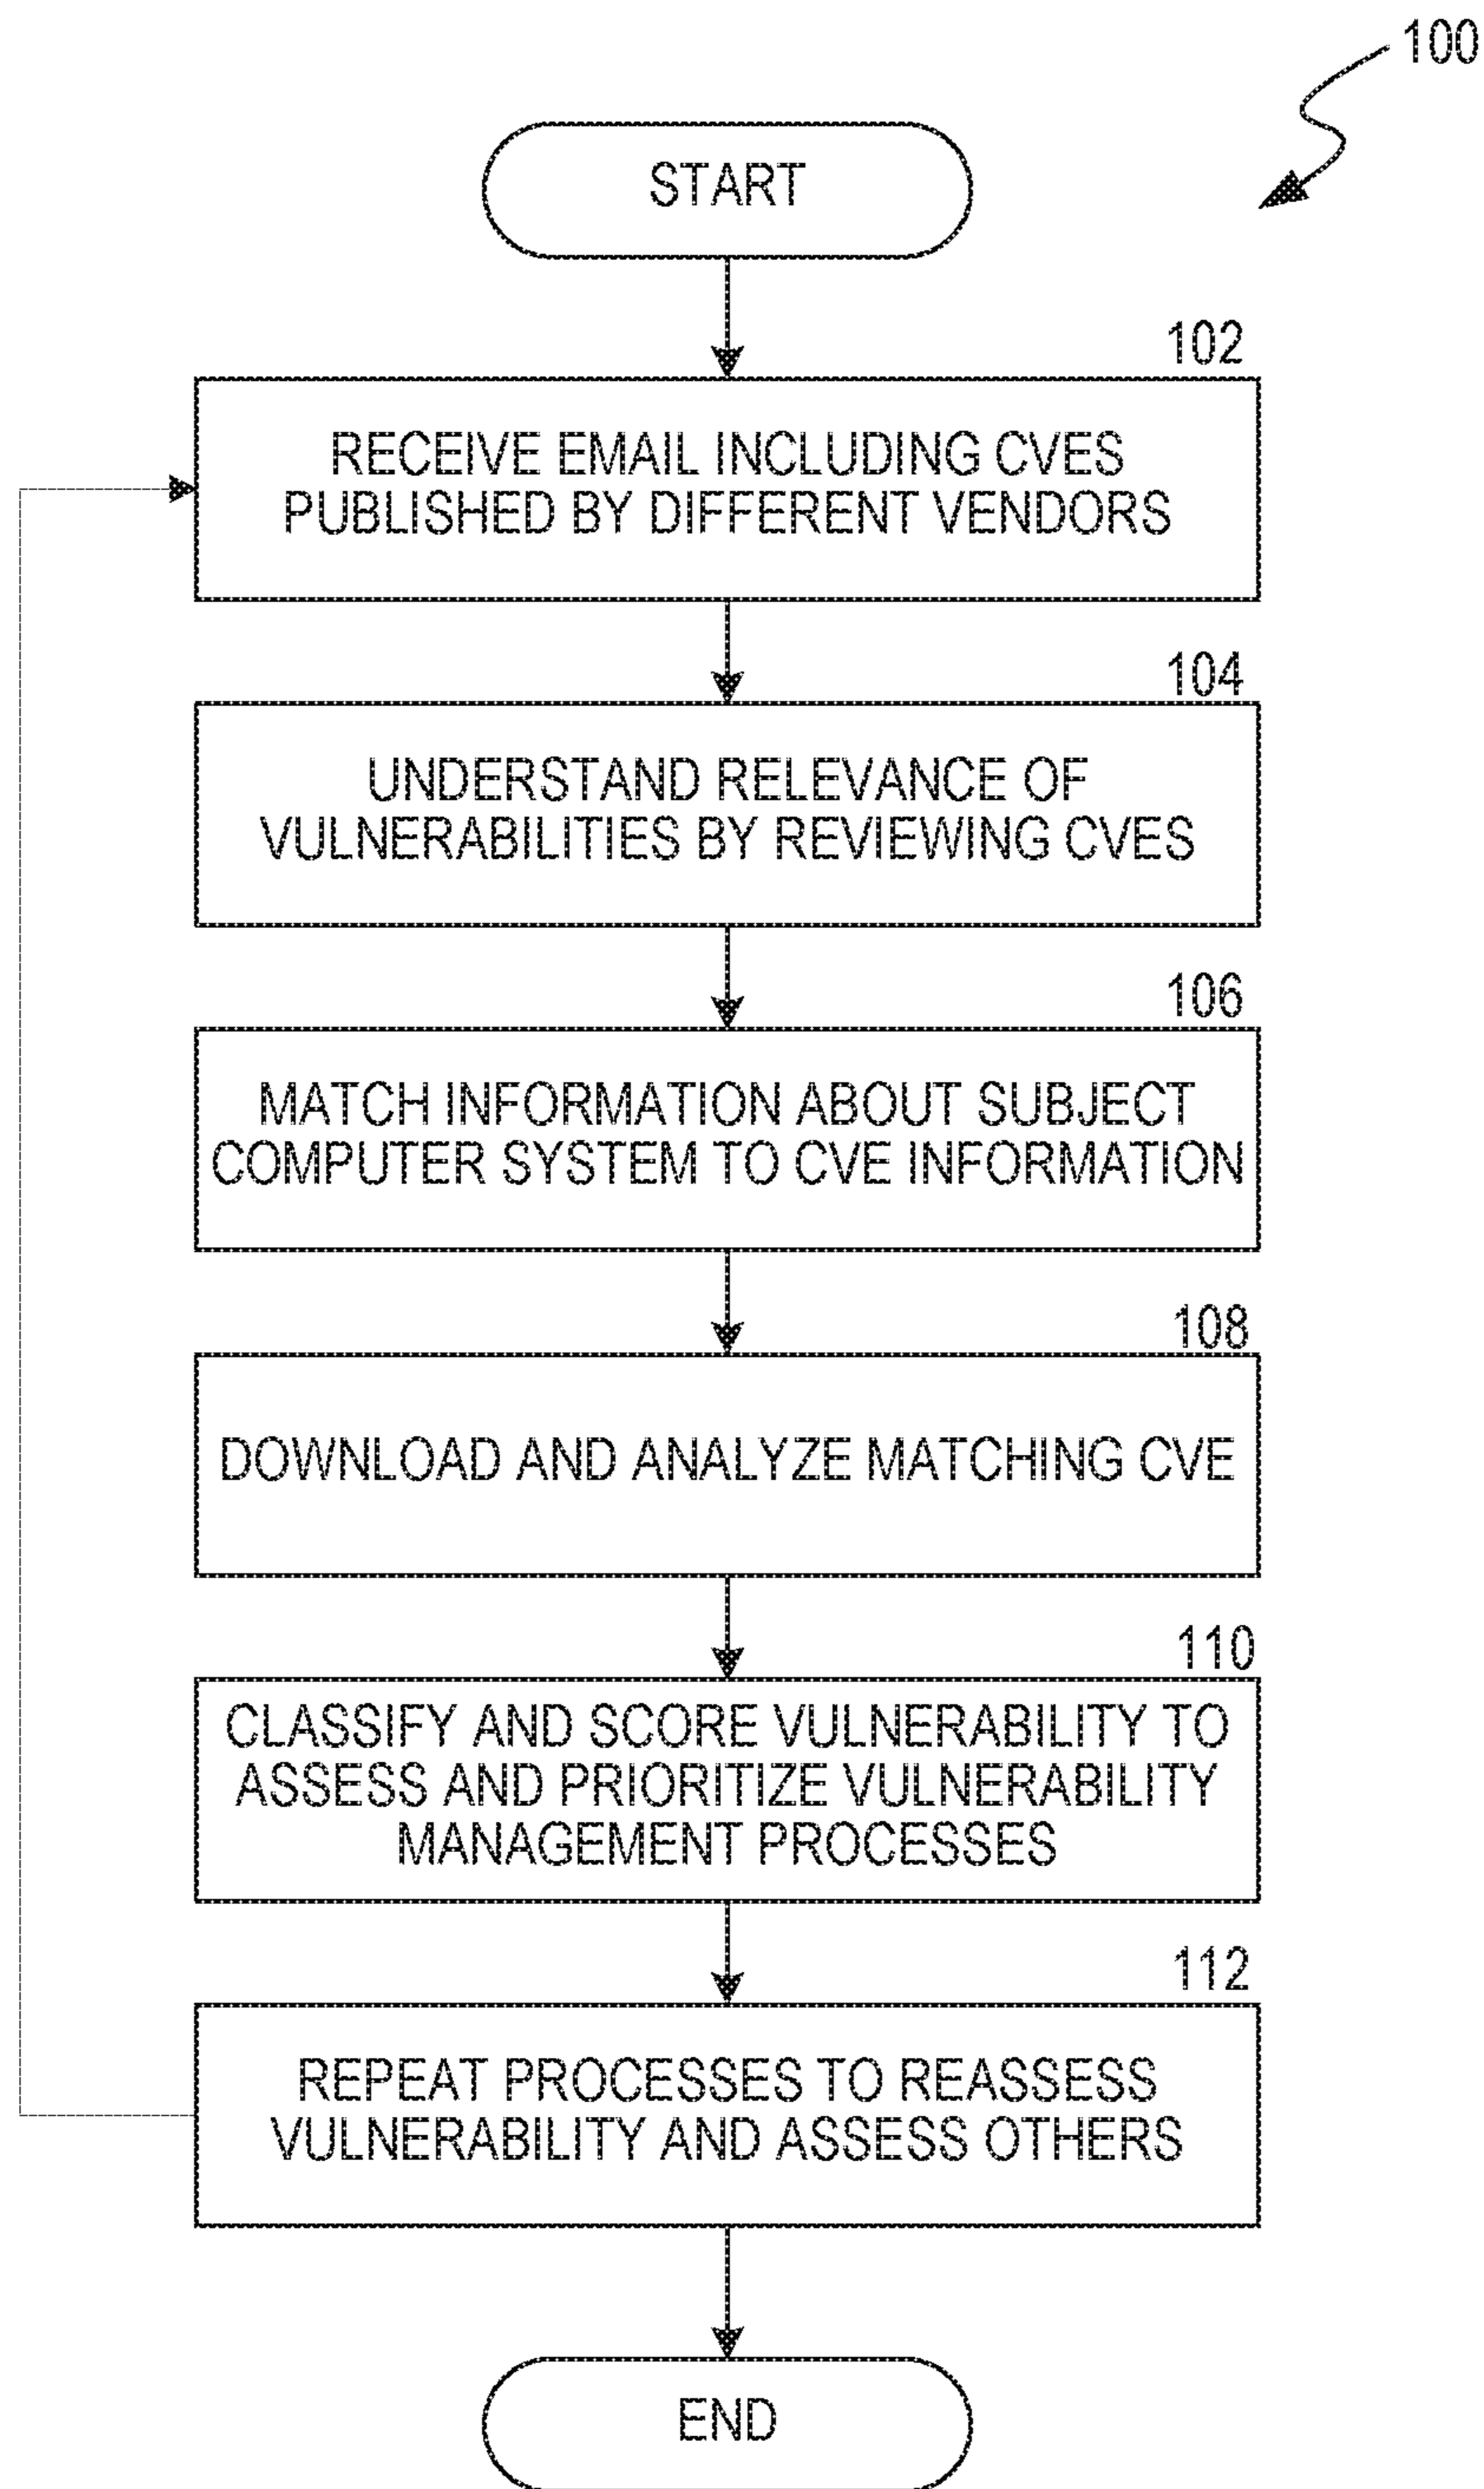 100
START
102
RECEIVE EMAIL INCLUDING CVES
PUBLISHED BY DIFFERENT VENDORS
104
UNDERSTAND RELEVANCE OF
VULNERABILITIES BY REVIEWING CVES
106
MATCH INFORMATION ABOUT SUBJECT
COMPUTER SYSTEM TO CVE INFORMATION
108
DOWNLOAD AND ANALYZE MATCHING CVE
110
CLASSIFY AND SCORE VULNERABILITY TO
ASSESS AND PRIORITIZE VULNERABILITY
MANAGEMENT PROCESSES
112
REPEAT PROCESSES TO REASSESS
VULNERABILITY AND ASSESS OTHERS
END